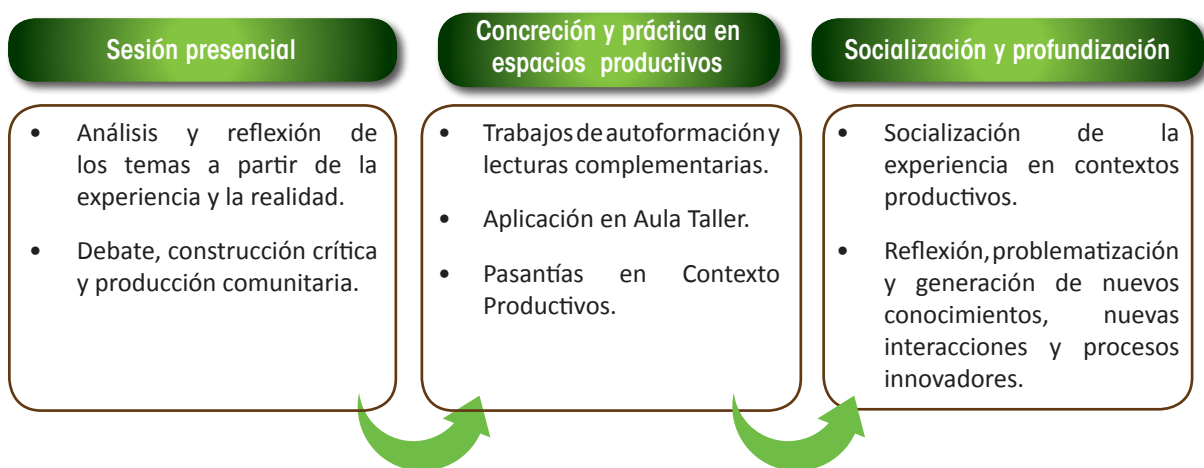 Sesión presencial
• Análisis y reflexión de
los temas a partir de la
experiencia y la realidad.
• Debate, construcción crítica
y producción comunitaria.
Concreción y práctica en
espacios productivos
• Trabajos de autoformación y
lecturas complementarias.
• Aplicación en Aula Taller.
• Pasantías en Contexto
Productivos.
Socialización y profundización
• Socialización de la
experiencia en contextos
productivos.
• Reflexión, problematización
y generación de nuevos
conocimientos, nuevas
interacciones y procesos
innovadores.